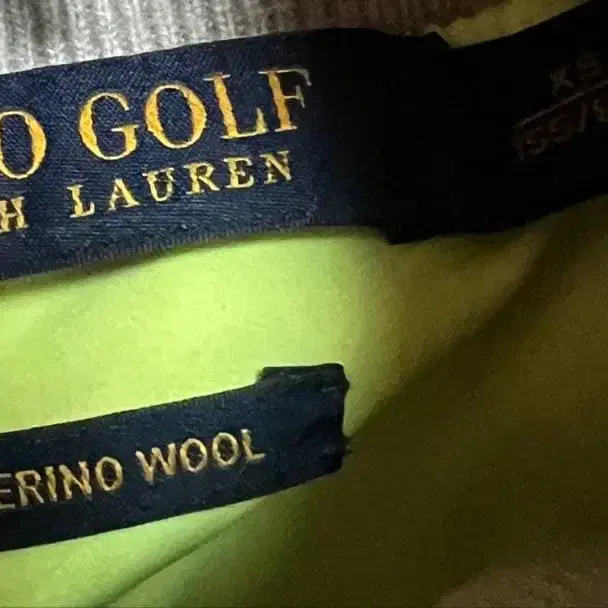 O GOLF
H LAUREN
XS
ERINO WOOL